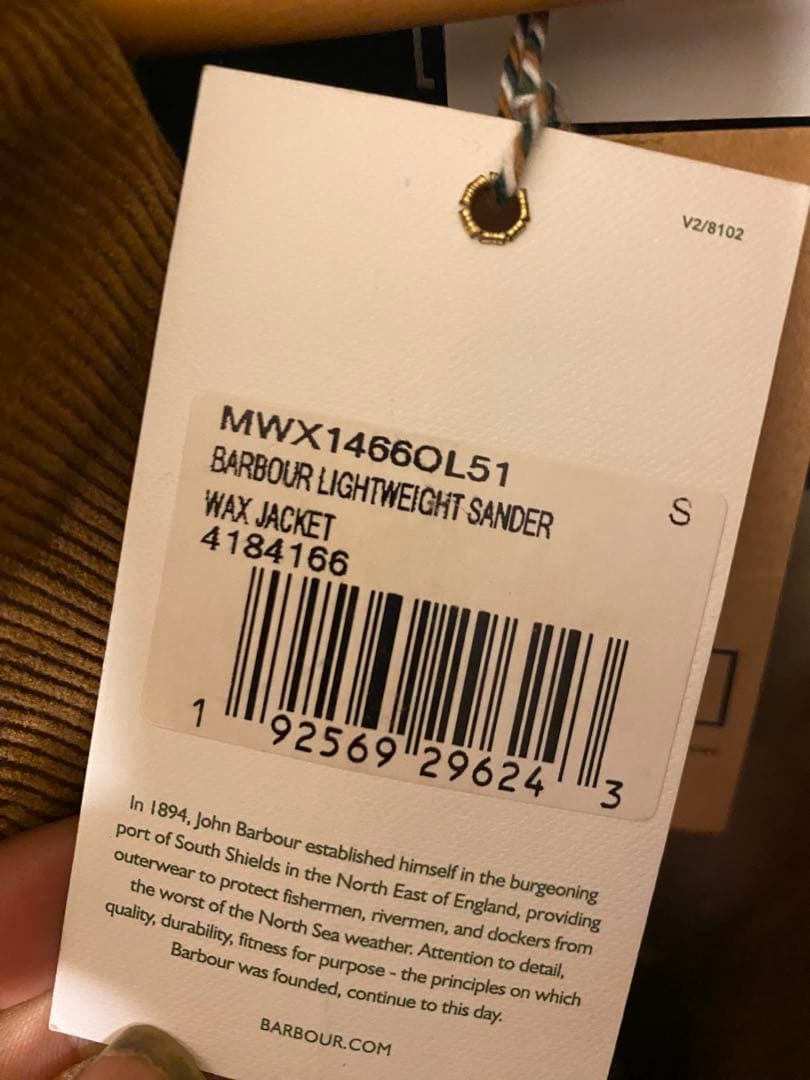 V2/8102
MWX1466OL51
BARBOUR LIGHTWEIGHT SANDER
S
WAX JACKET
4184166
1 92569 29624 3
In 1894, John Barbour established himself in the burgeoning
port of South Shields in the North East of England, providing
outerwear to protect fishermen, rivermen, and dockers from
the worst of the North Sea weather. Attention to detail,
quality, durability, fitness for purpose - the principles on which
Barbour was founded, continue to this day.
BARBOUR.COM